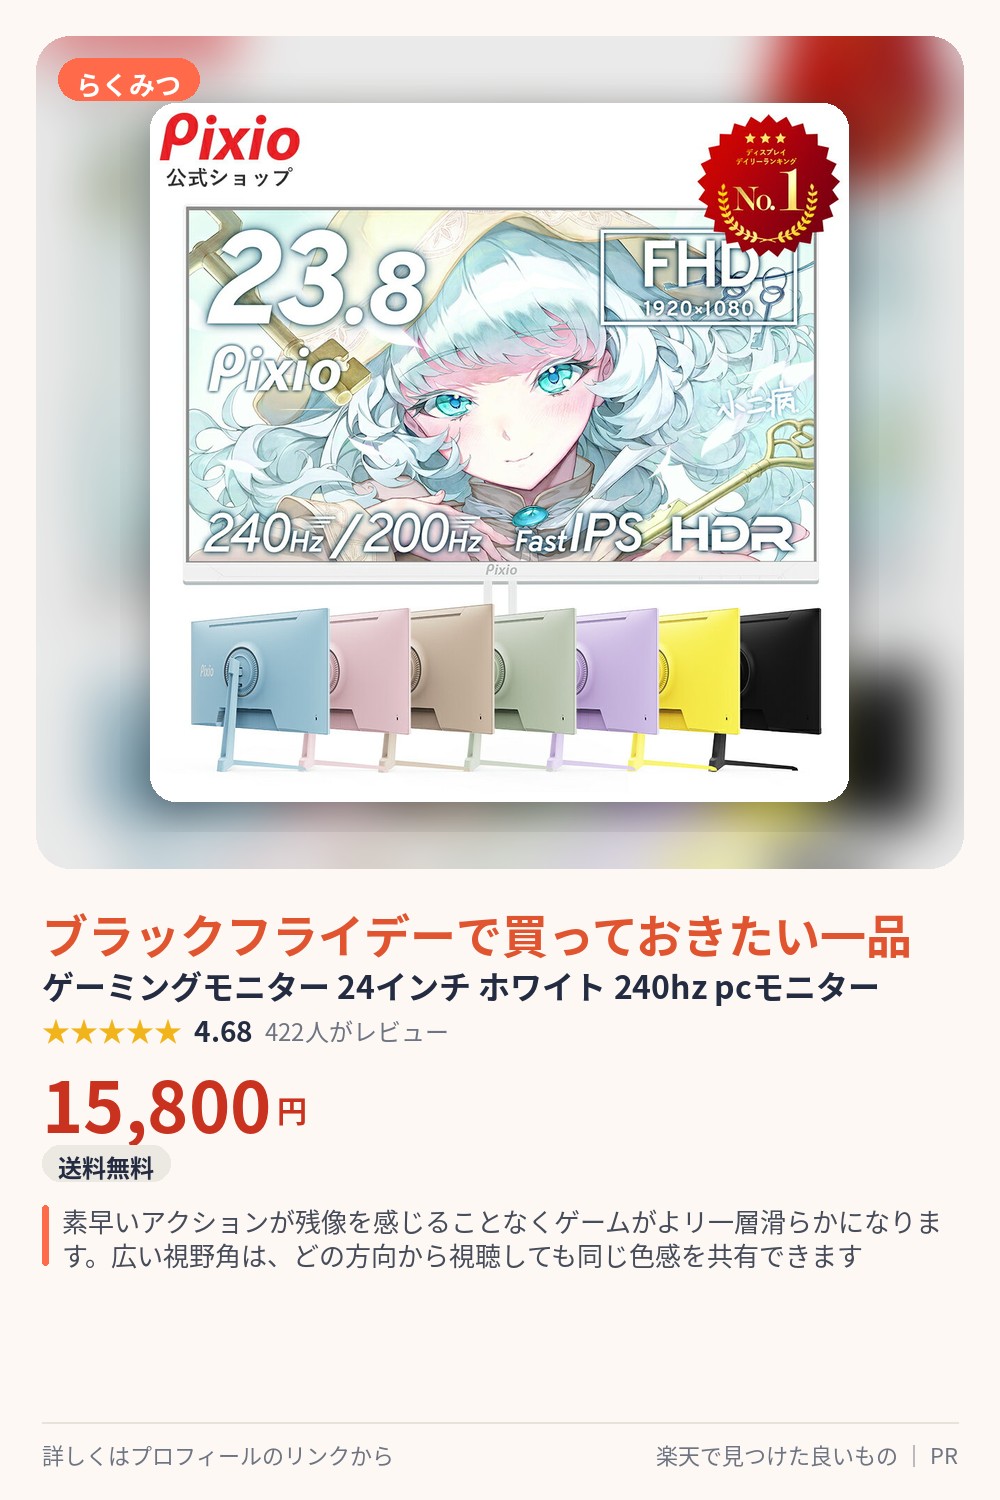 らくみつ
Pixio
公式ショップ
ディスプレイ
デイリーランキング
No.1
23.8
FHD
1920×1080
Pixio
小二病
240Hz/200Hz FastIPS HDR
Pixio
Pixio
ブラックフライデーで買っておきたい一品
ゲーミングモニター 24インチ ホワイト 240hz pcモニター
★★★★★ 4.68 422人がレビュー
15,800円
送料無料
素早いアクションが残像を感じることなくゲームがよリ一層滑らかになりま
す。広い視野角は、どの方向から視聴しても同じ色感を共有できます
詳しくはプロフィールのリンクから
楽天で見つけた良いもの | PR